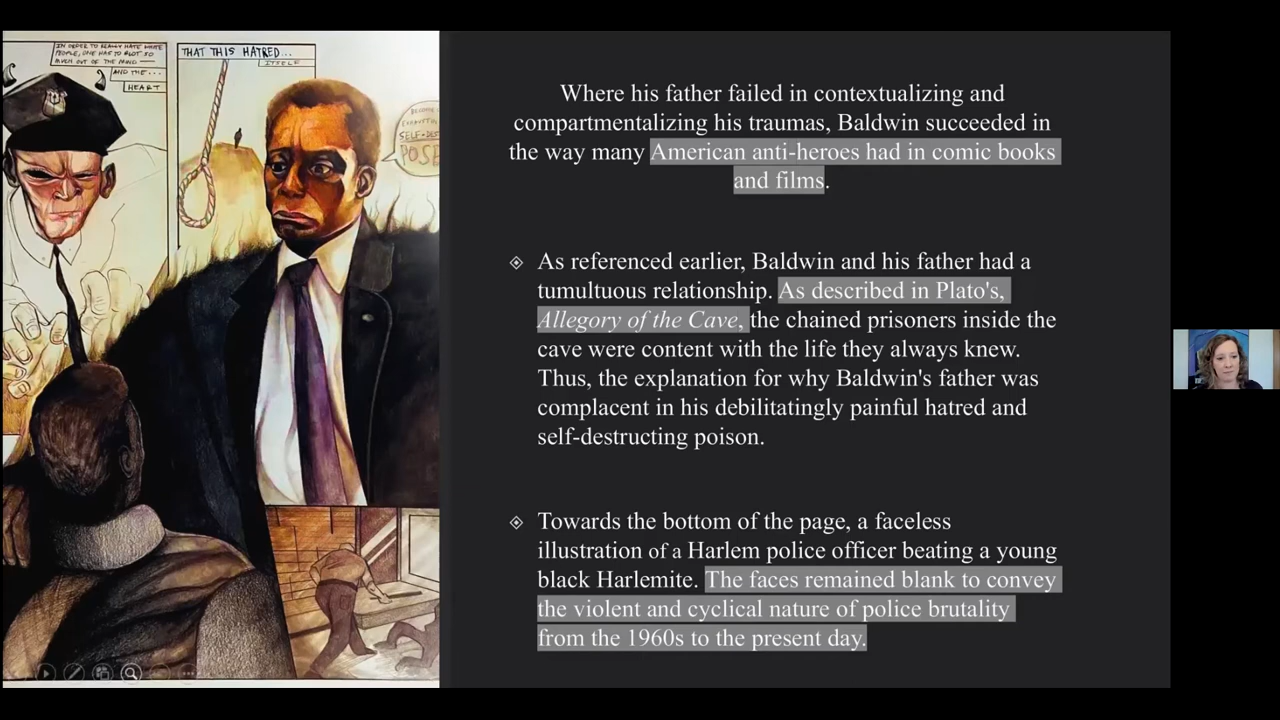 IN ORDER TO REALLY HATE WHITE
PEOPLE, ONE HAS TO BLOT SO
MUCH OUT OF THE MIND —
AND THE...
HEART
THAT THIS HATRED...
ITSELF
SELF-DES
POSE
Where his father failed in contextualizing and
compartmentalizing his traumas, Baldwin succeeded in
the way many American anti-heroes had in comic books
and films.
As referenced earlier, Baldwin and his father had a
tumultuous relationship. As described in Plato's,
Allegory of the Cave, the chained prisoners inside the
cave were content with the life they always knew.
Thus, the explanation for why Baldwin's father was
complacent in his debilitatingly painful hatred and
self-destructing poison.
Towards the bottom of the page, a faceless
illustration of a Harlem police officer beating a young
black Harlemite. The faces remained blank to convey
the violent and cyclical nature of police brutality
from the 1960s to the present day.